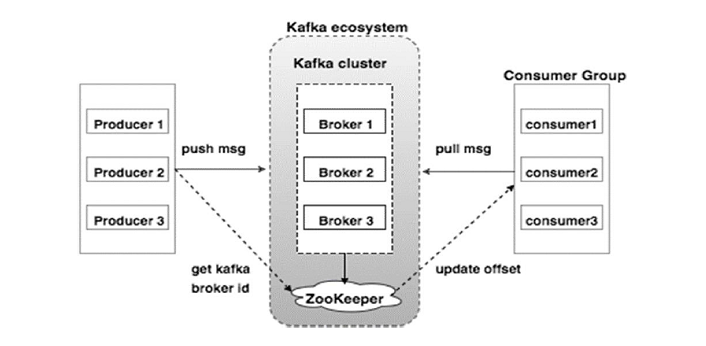 Kafka ecosystem
Kafka cluster
Consumer Group
Producer 1
Producer 2
Producer 3
push msg
Broker 1
Broker 2
Broker 3
pull msg
consumer1
consumer2
consumer3
get kafka
broker id
ZooKeeper
update offset